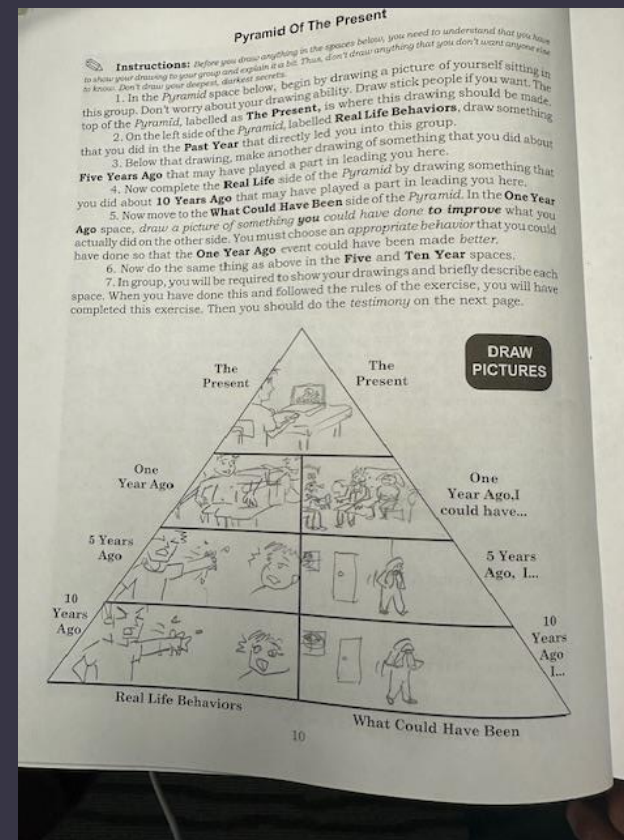 Pyramid Of The Present
Instructions: Before you draw anything in the spaces below, you need to understand that you have
to show your drawing to your group and explain it a bit. Thus, don't draw anything that you don't want anyone else
to know. Don't draw your deepest, darkest secrets.
1. In the Pyramid space below, begin by drawing a picture of yourself sitting in
this group. Don't worry about your drawing ability. Draw stick people if you want. The
top of the Pyramid, labelled as The Present, is where this drawing should be made.
2. On the left side of the Pyramid, labelled Real Life Behaviors, draw something
that you did in the Past Year that directly led you into this group.
3. Below that drawing, make another drawing of something that you did about
Five Years Ago that may have played a part in leading you here.
4. Now complete the Real Life side of the Pyramid by drawing something that
you did about 10 Years Ago that may have played a part in leading you here.
5. Now move to the What Could Have Been side of the Pyramid. In the One Year
Ago space, draw a picture of something you could have done to improve what you
actually did on the other side. You must choose an appropriate behavior that you could
have done so that the One Year Ago event could have been made better.
6. Now do the same thing as above in the Five and Ten Year spaces.
7. In group, you will be required to show your drawings and briefly describe each
space. When you have done this and followed the rules of the exercise, you will have
completed this exercise. Then you should do the testimony on the next page.
DRAW
PICTURES
The
Present
The
Present
One
Year Ago
One
Year Ago,I
could have...
5 Years
Ago
5 Years
Ago, I...
10
Years
Ago
10
Years
Ago
I...
Real Life Behaviors
What Could Have Been
10